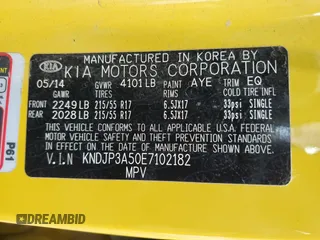 MANUFACTURED IN KOREA BY
KIA KIA MOTORS CORPORATION
05/14 GVWR 4101LB PAINT AYE TRIM EQ
TIRES RIMS COLD TIRE INFL
FRONT 2249LB 215/55 R17 6.5JX17 33psi SINGLE
REAR 2028LB 215/55 R17 6.5JX17 33psi SINGLE
THIS VEHICLE CONFORMS TO ALL APPLICABLE
FEDERAL MOTOR VEHICLE SAFETY, BUMPER,
AND THEFT PREVENTION STANDARDS IN EFFECT
ON THE DATE OF MANUFACTURE SHOWN ABOVE.
V.I.N KNDJP3A50E7102182
MPV
P61
© DREAMBID